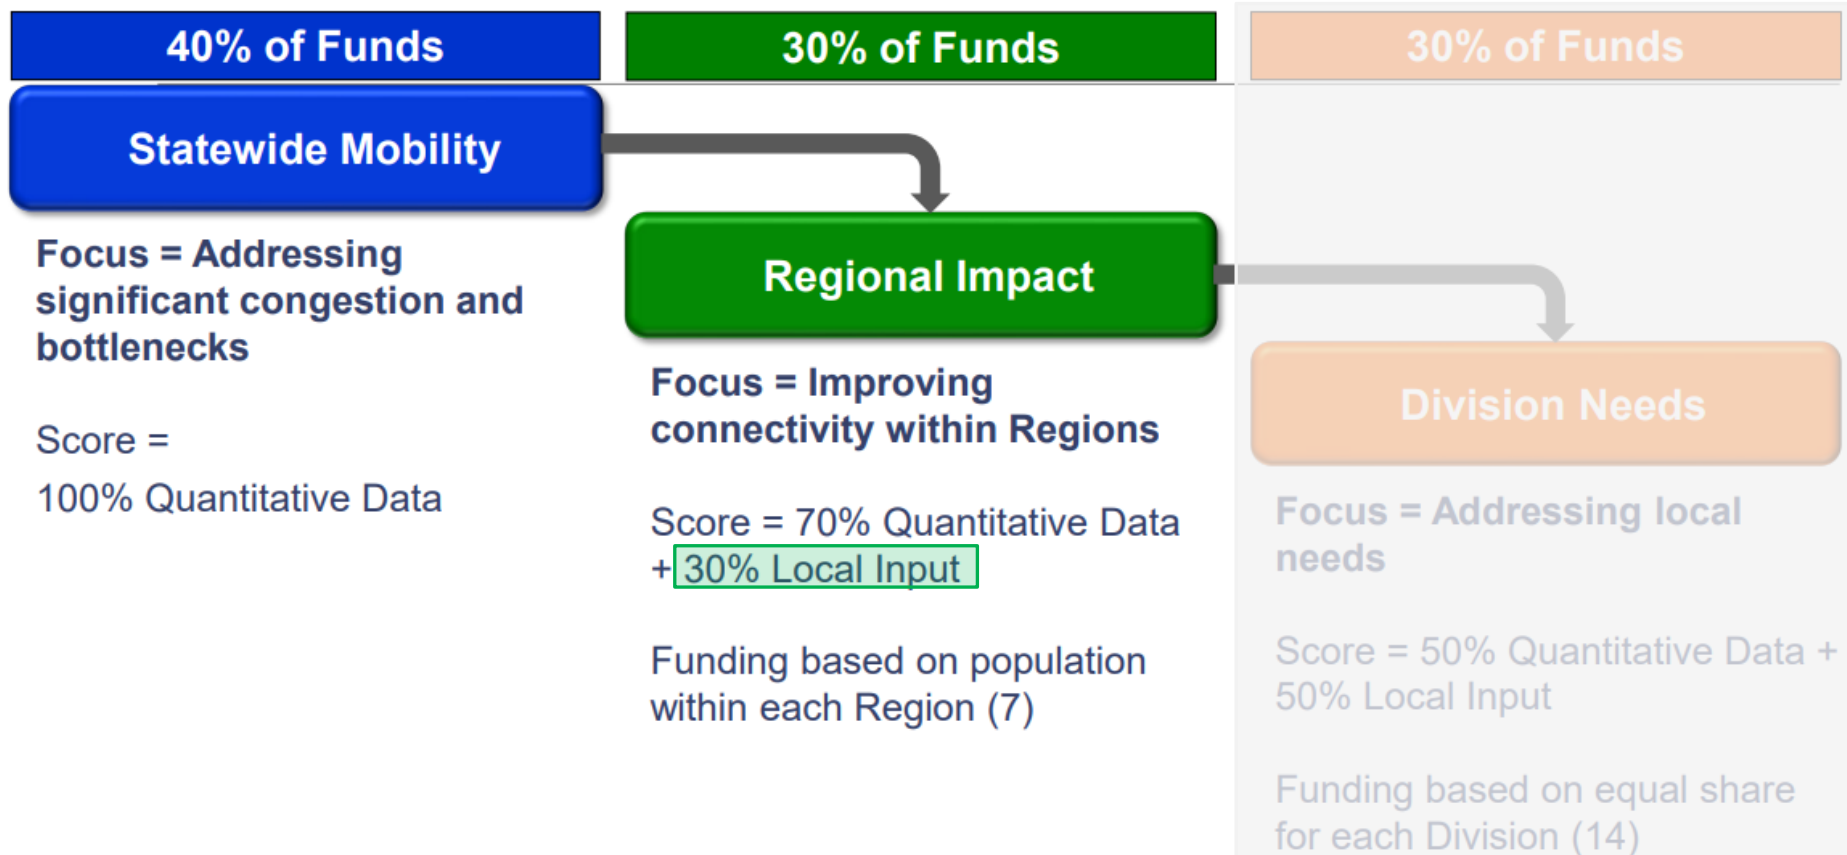 40% of Funds
Statewide Mobility
Focus = Addressing
significant congestion and
bottlenecks
Score =
100% Quantitative Data
30% of Funds
Regional Impact
Focus = Improving
connectivity within Regions
Score = 70% Quantitative Data
+ 30% Local Input
Funding based on population
within each Region (7)
30% of Funds
Division Needs
Focus = Addressing local
needs
Score = 50% Quantitative Data +
50% Local Input
Funding based on equal share
for each Division (14)